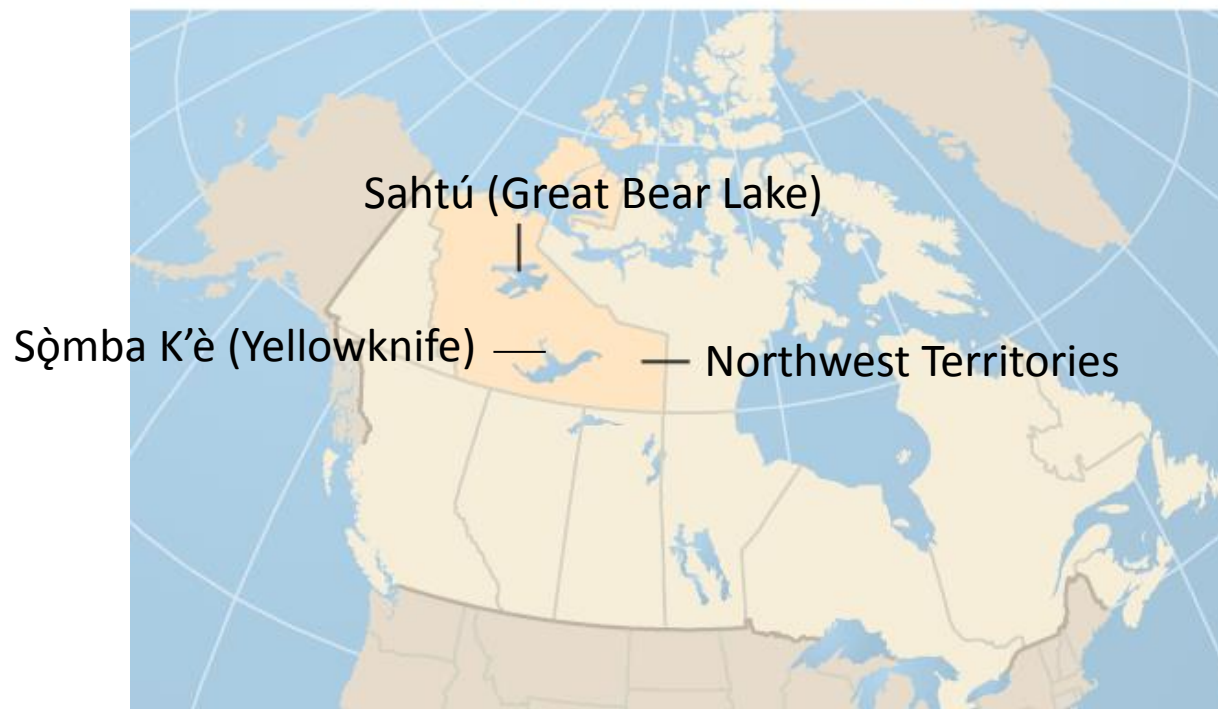 Sahtú (Great Bear Lake)
Sǫ̀mba K’è (Yellowknife)
Northwest Territories